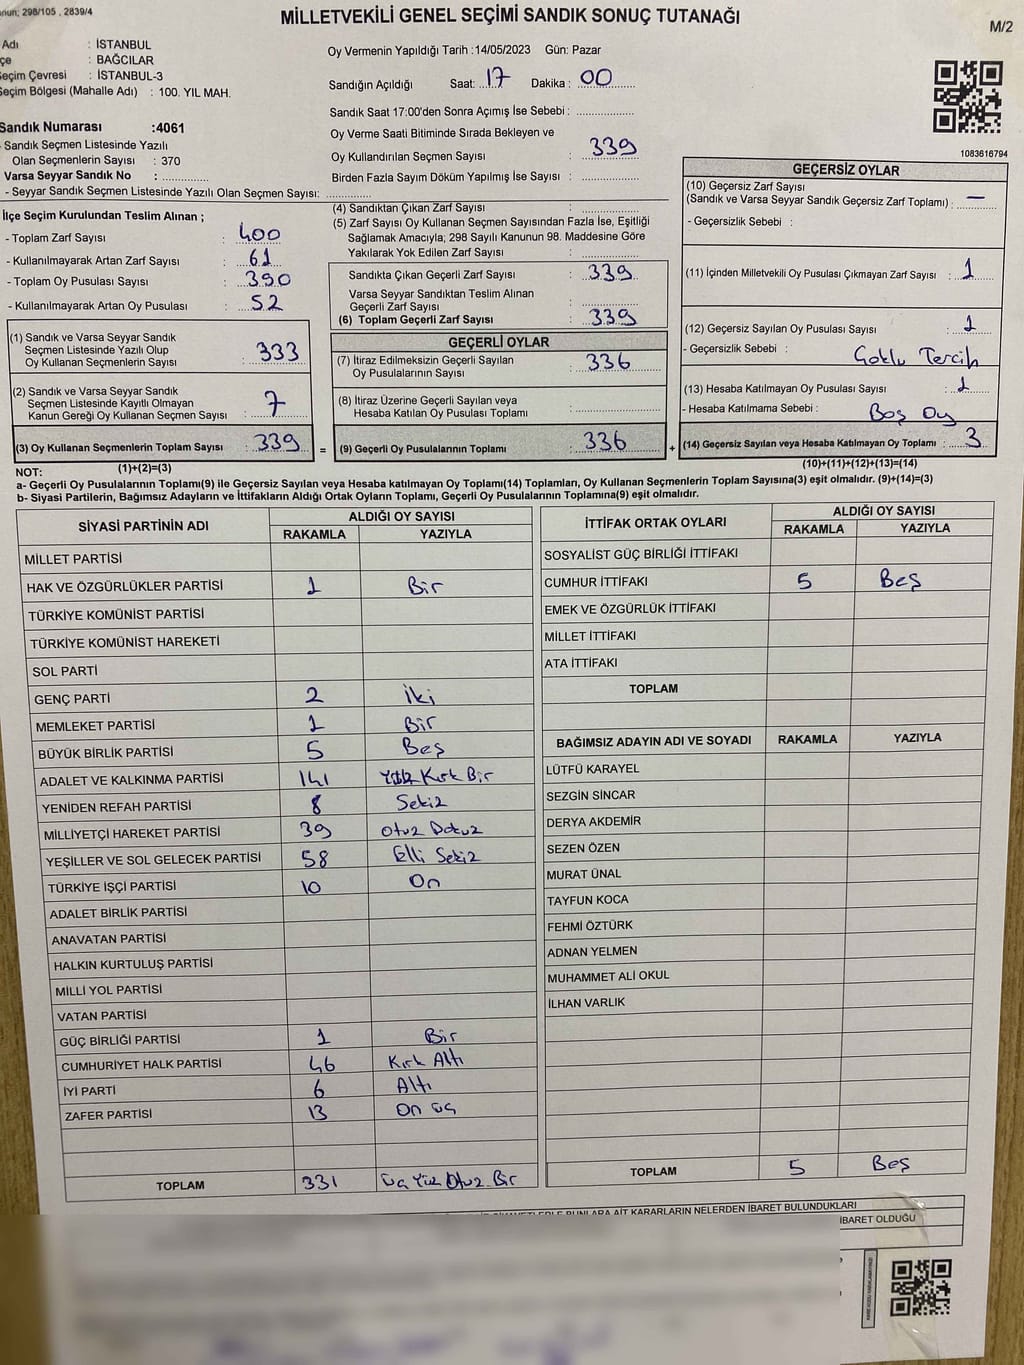 nun; 298/105 , 2839/4
MİLLETVEKİLİ GENEL SEÇİMİ SANDIK SONUÇ TUTANAĞI
M/2
Adı : İSTANBUL
çe : BAĞCILAR
Seçim Çevresi : İSTANBUL-3
Seçim Bölgesi (Mahalle Adı) : 100. YIL MAH.
Oy Vermenin Yapıldığı Tarih :14/05/2023 Gün: Pazar
Sandığın Açıldığı Saat: 17 Dakika : 00
Sandık Saat 17:00'den Sonra Açımış İse Sebebi :
Sandık Numarası :4061
- Sandık Seçmen Listesinde Yazılı
Olan Seçmenlerin Sayısı : 370
Varsa Seyyar Sandık No :
- Seyyar Sandık Seçmen Listesinde Yazılı Olan Seçmen Sayısı:
Oy Verme Saati Bitiminde Sırada Bekleyen ve
Oy Kullandırılan Seçmen Sayısı : 339
Birden Fazla Sayım Döküm Yapılmış İse Sayısı :
1083616794
İlçe Seçim Kurulundan Teslim Alınan ;
- Toplam Zarf Sayısı : 400
- Kullanılmayarak Artan Zarf Sayısı : 61
- Toplam Oy Pusulası Sayısı : 390
- Kullanılmayarak Artan Oy Pusulası : 52
(4) Sandıktan Çıkan Zarf Sayısı :
(5) Zarf Sayısı Oy Kullanan Seçmen Sayısından Fazla İse, Eşitliği
Sağlamak Amacıyla; 298 Sayılı Kanunun 98. Maddesine Göre
Yakılarak Yok Edilen Zarf Sayısı :
Sandıkta Çıkan Geçerli Zarf Sayısı : 339
Varsa Seyyar Sandıktan Teslim Alınan
Geçerli Zarf Sayısı :
(6) Toplam Geçerli Zarf Sayısı : 339
GEÇERSİZ OYLAR
(10) Geçersiz Zarf Sayısı
(Sandık ve Varsa Seyyar Sandık Geçersiz Zarf Toplamı) : —
- Geçersizlik Sebebi :
(11) İçinden Milletvekili Oy Pusulası Çıkmayan Zarf Sayısı : 1
(12) Geçersiz Sayılan Oy Pusulası Sayısı : 1
- Geçersizlik Sebebi : Çoklu Tercih
(13) Hesaba Katılmayan Oy Pusulası Sayısı : 1
- Hesaba Katılmama Sebebi : Boş Oy
(14) Geçersiz Sayılan veya Hesaba Katılmayan Oy Toplamı : 3
(10)+(11)+(12)+(13)=(14)
(1) Sandık ve Varsa Seyyar Sandık
Seçmen Listesinde Yazılı Olup
Oy Kullanan Seçmenlerin Sayısı : 333
(2) Sandık ve Varsa Seyyar Sandık
Seçmen Listesinde Kayıtlı Olmayan
Kanun Gereği Oy Kullanan Seçmen Sayısı : 7
(3) Oy Kullanan Seçmenlerin Toplam Sayısı : 339 =
GEÇERLİ OYLAR
(7) İtiraz Edilmeksizin Geçerli Sayılan
Oy Pusulalarının Sayısı : 336
(8) İtiraz Üzerine Geçerli Sayılan veya
Hesaba Katılan Oy Pusulası Toplamı :
(9) Geçerli Oy Pusulalarının Toplamı : 336 +
NOT: (1)+(2)=(3)
a- Geçerli Oy Pusulalarının Toplamı(9) ile Geçersiz Sayılan veya Hesaba katılmayan Oy Toplamı(14) Toplamları, Oy Kullanan Seçmenlerin Toplam Sayısına(3) eşit olmalıdır. (9)+(14)=(3)
b- Siyasi Partilerin, Bağımsız Adayların ve İttifakların Aldığı Ortak Oyların Toplamı, Geçerli Oy Pusulalarının Toplamına(9) eşit olmalıdır.
SİYASİ PARTİNİN ADI ALDIĞI OY SAYISI
RAKAMLA YAZIYLA
MİLLET PARTİSİ
HAK VE ÖZGÜRLÜKLER PARTİSİ 1 Bir
TÜRKİYE KOMÜNİST PARTİSİ
TÜRKİYE KOMÜNİST HAREKETİ
SOL PARTİ
GENÇ PARTİ 2 İki
MEMLEKET PARTİSİ 1 Bir
BÜYÜK BİRLİK PARTİSİ 5 Beş
ADALET VE KALKINMA PARTİSİ 141 Yüz Kırk Bir
YENİDEN REFAH PARTİSİ 8 Sekiz
MİLLİYETÇİ HAREKET PARTİSİ 39 Otuz Dokuz
YEŞİLLER VE SOL GELECEK PARTİSİ 58 Elli Sekiz
TÜRKİYE İŞÇİ PARTİSİ 10 On
ADALET BİRLİK PARTİSİ
ANAVATAN PARTİSİ
HALKIN KURTULUŞ PARTİSİ
MİLLİ YOL PARTİSİ
VATAN PARTİSİ
GÜÇ BİRLİĞİ PARTİSİ 1 Bir
CUMHURİYET HALK PARTİSİ 46 Kırk Altı
İYİ PARTİ 6 Altı
ZAFER PARTİSİ 13 On üç
TOPLAM 331 Üç Yüz Otuz Bir
İTTİFAK ORTAK OYLARI ALDIĞI OY SAYISI
RAKAMLA YAZIYLA
SOSYALİST GÜÇ BİRLİĞİ İTTİFAKI
CUMHUR İTTİFAKI 5 Beş
EMEK VE ÖZGÜRLÜK İTTİFAKI
MİLLET İTTİFAKI
ATA İTTİFAKI
TOPLAM
BAĞIMSIZ ADAYIN ADI VE SOYADI RAKAMLA YAZIYLA
LÜTFÜ KARAYEL
SEZGİN SİNCAR
DERYA AKDEMİR
SEZEN ÖZEN
MURAT ÜNAL
TAYFUN KOCA
FEHMİ ÖZTÜRK
ADNAN YELMEN
MUHAMMET ALİ OKUL
İLHAN VARLIK
TOPLAM 5 Beş
BUNLARA AİT KARARLARIN NELERDEN İBARET BULUNDUKLARI
İBARET OLDUĞU